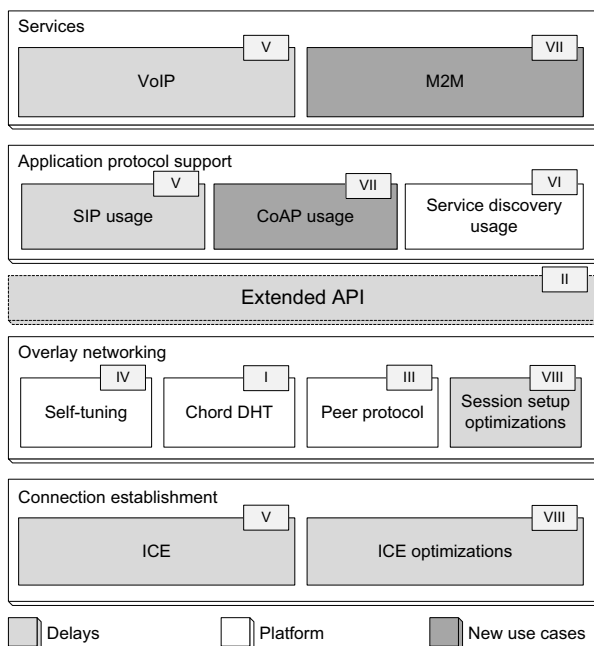 Services
V
VoIP
VII
M2M
Application protocol support
V
SIP usage
VII
CoAP usage
VI
Service discovery
usage
II
Extended API
Overlay networking
IV
Self-tuning
I
Chord DHT
III
Peer protocol
VIII
Session setup
optimizations
Connection establishment
V
ICE
VIII
ICE optimizations
Delays
Platform
New use cases